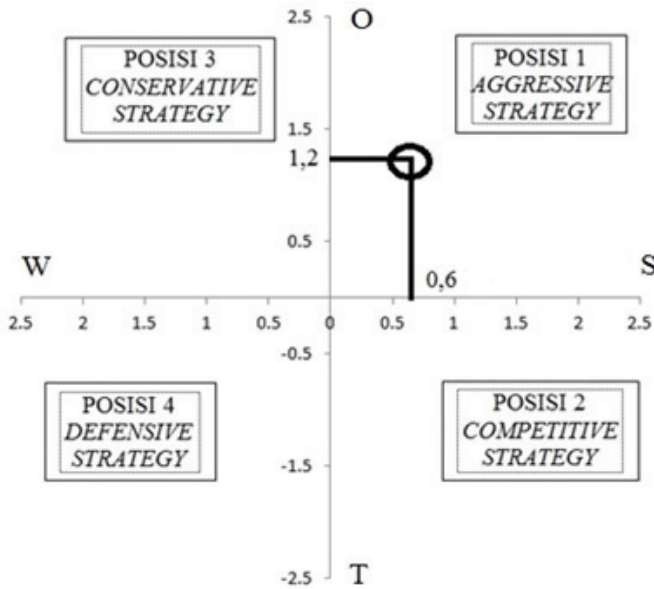 O
2.5
POSISI 3
CONSERVATIVE
STRATEGY
POSISI 1
AGGRESSIVE
STRATEGY
1.5
1,2
0.5
W
0,6
S
2.5 2 1.5 1 0.5 0 0.5 1 1.5 2 2.5
-0.5
POSISI 4
DEFENSIVE
STRATEGY
POSISI 2
COMPETITIVE
STRATEGY
-1.5
-2.5
T